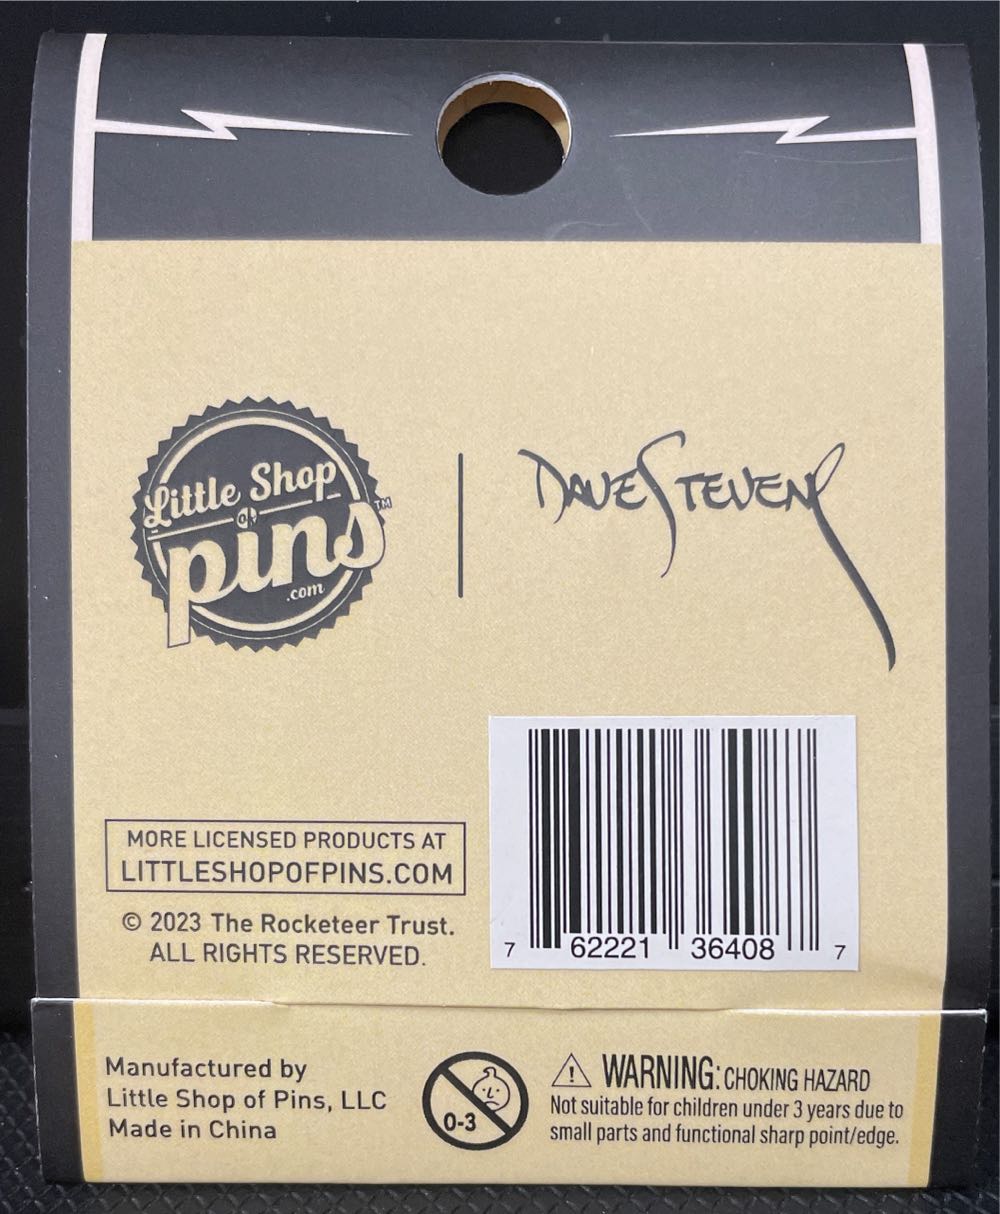 Little Shop
OF
pins™
.com
DAVE STEVENS
MORE LICENSED PRODUCTS AT
LITTLESHOPOFPINS.COM
© 2023 The Rocketeer Trust.
ALL RIGHTS RESERVED.
7 62221 36408 7
Manufactured by
Little Shop of Pins, LLC
Made in China
0-3
WARNING: CHOKING HAZARD
Not suitable for children under 3 years due to
small parts and functional sharp point/edge.